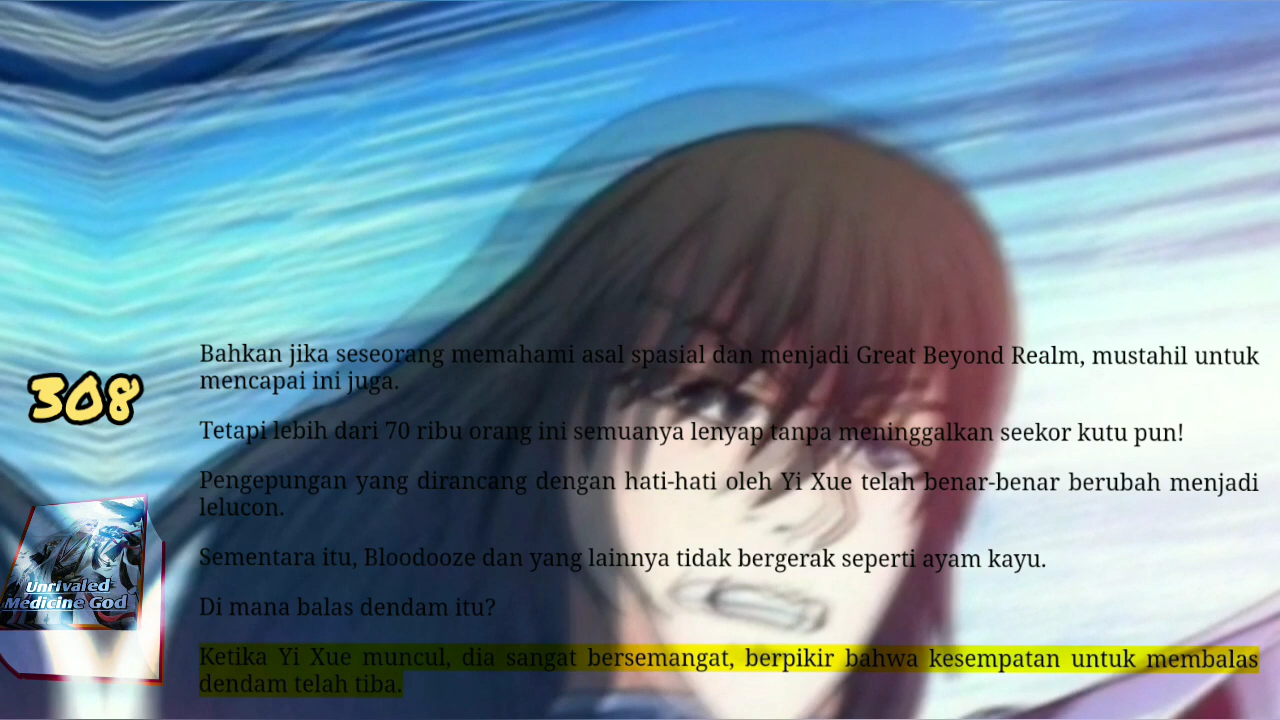 Bahkan jika seseorang memahami asal spasial dan menjadi Great Beyond Realm, mustahil untuk
mencapai ini juga.
308
Tetapi lebih dari 70 ribu orang ini semuanya lenyap tanpa meninggalkan seekor kutu pun!
Pengepungan yang dirancang dengan hati-hati oleh Yi Xue telah benar-benar berubah menjadi
lelucon.
Sementara itu, Bloodooze dan yang lainnya tidak bergerak seperti ayam kayu.
Unrivaled
Medicine God
Di mana balas dendam itu?
Ketika Yi Xue muncul, dia sangat bersemangat, berpikir bahwa kesempatan untuk membalas
dendam telah tiba.